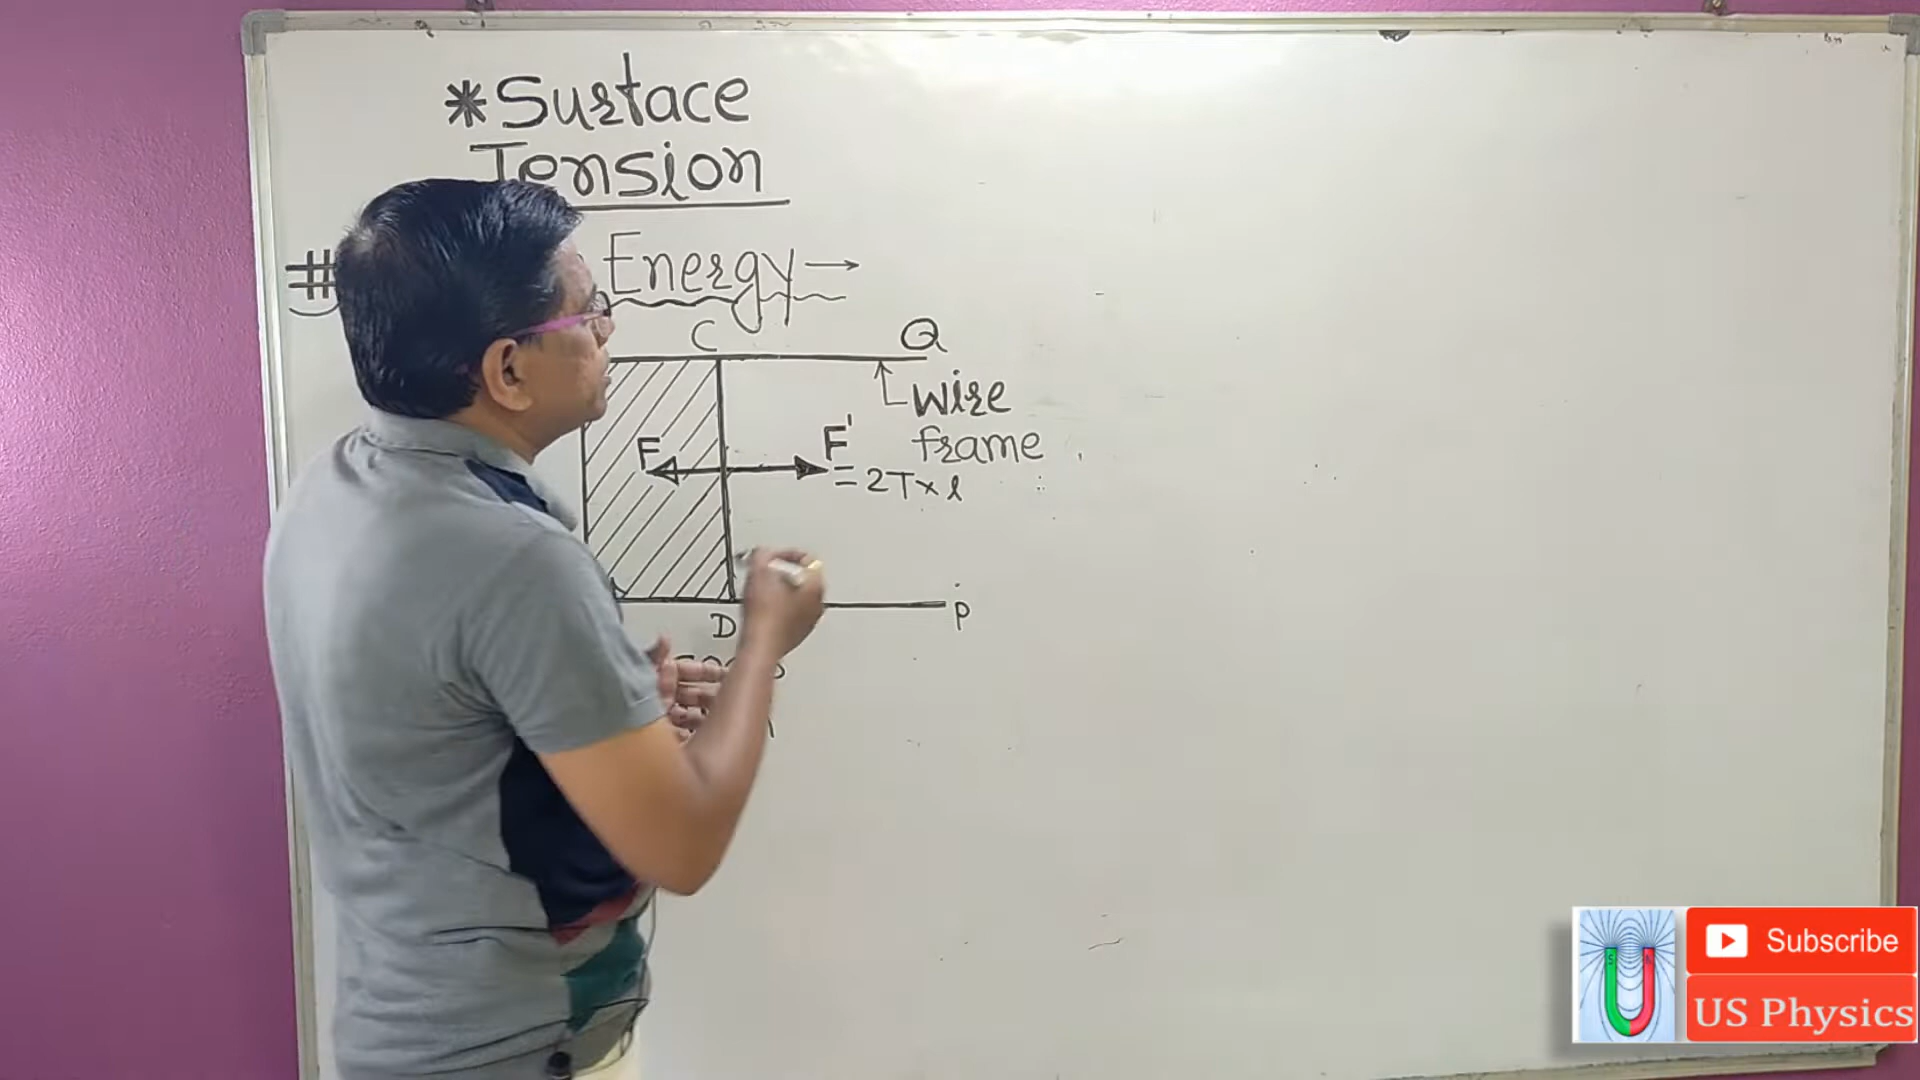 *Surface
Tension
# Energy→
C
Q
wire
frame
F
F'
= 2T×l
D
P
Subscribe
US Physics